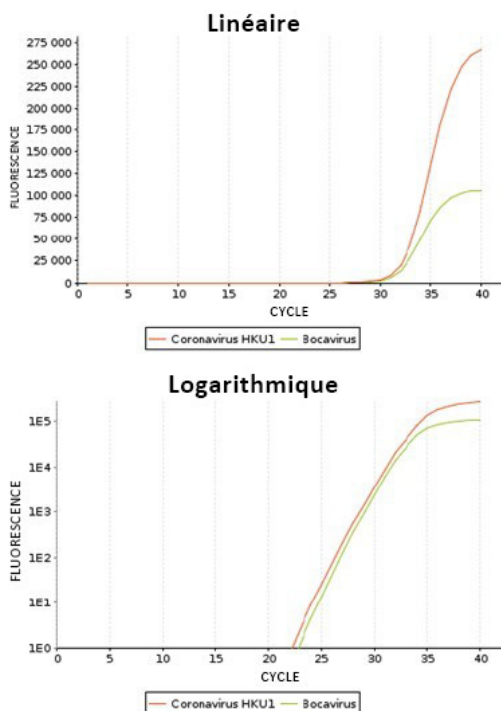 Linéaire
275 000
250 000
225 000
200 000
175 000
150 000
125 000
100 000
75 000
50 000
25 000
0
FLUORESCENCE
0 5 10 15 20 25 30 35 40
CYCLE
Coronavirus HKU1 Bocavirus
Logarithmique
1E5
1E4
1E3
1E2
1E1
1E0
FLUORESCENCE
0 5 10 15 20 25 30 35 40
CYCLE
Coronavirus HKU1 Bocavirus